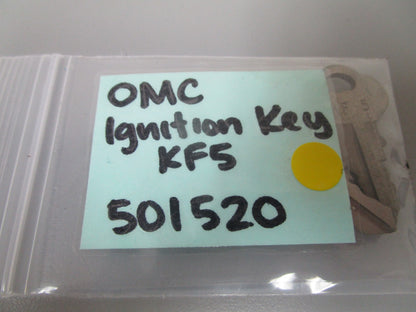 OMC
Ignition Key
KF5
501520